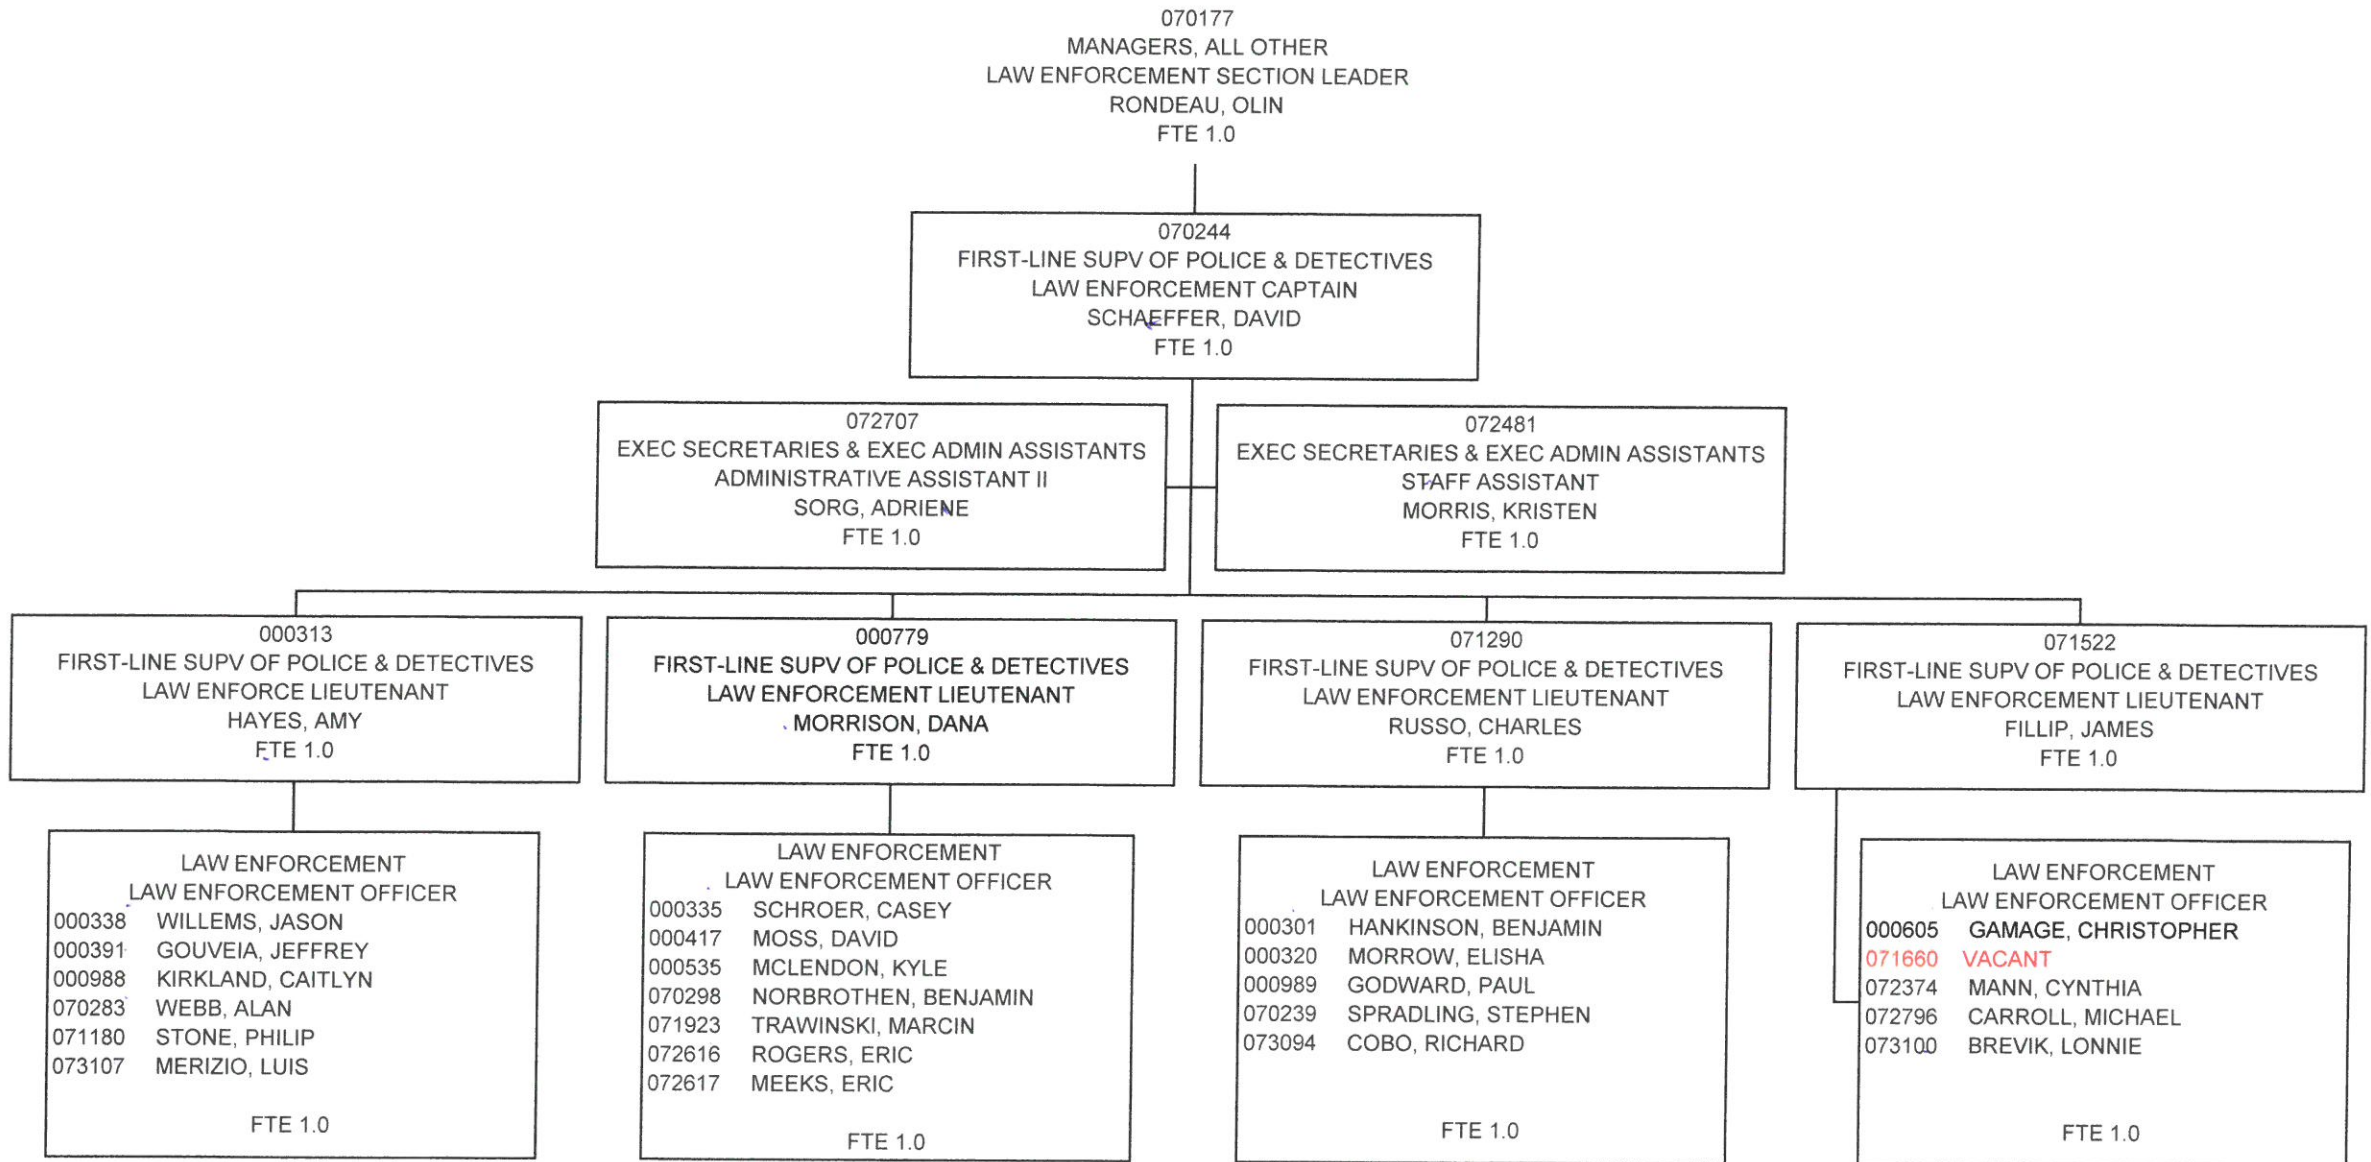 070177
MANAGERS, ALL OTHER
LAW ENFORCEMENT SECTION LEADER
RONDEAU, OLIN
FTE 1.0
070244
FIRST-LINE SUPV OF POLICE & DETECTIVES
LAW ENFORCEMENT CAPTAIN
SCHAEFFER, DAVID
FTE 1.0
072707
EXEC SECRETARIES & EXEC ADMIN ASSISTANTS
ADMINISTRATIVE ASSISTANT II
SORG, ADRIENE
FTE 1.0
072481
EXEC SECRETARIES & EXEC ADMIN ASSISTANTS
STAFF ASSISTANT
MORRIS, KRISTEN
FTE 1.0
000313
FIRST-LINE SUPV OF POLICE & DETECTIVES
LAW ENFORCE LIEUTENANT
HAYES, AMY
FTE 1.0
000779
FIRST-LINE SUPV OF POLICE & DETECTIVES
LAW ENFORCEMENT LIEUTENANT
MORRISON, DANA
FTE 1.0
071290
FIRST-LINE SUPV OF POLICE & DETECTIVES
LAW ENFORCEMENT LIEUTENANT
RUSSO, CHARLES
FTE 1.0
071522
FIRST-LINE SUPV OF POLICE & DETECTIVES
LAW ENFORCEMENT LIEUTENANT
FILLIP, JAMES
FTE 1.0
LAW ENFORCEMENT
LAW ENFORCEMENT OFFICER
000338 WILLEMS, JASON
000391 GOUVEIA, JEFFREY
000988 KIRKLAND, CAITLYN
070283 WEBB, ALAN
071180 STONE, PHILIP
073107 MERIZIO, LUIS
FTE 1.0
LAW ENFORCEMENT
LAW ENFORCEMENT OFFICER
000335 SCHROER, CASEY
000417 MOSS, DAVID
000535 MCLENDON, KYLE
070298 NORBROTHEN, BENJAMIN
071923 TRAWINSKI, MARCIN
072616 ROGERS, ERIC
072617 MEEKS, ERIC
FTE 1.0
LAW ENFORCEMENT
LAW ENFORCEMENT OFFICER
000301 HANKINSON, BENJAMIN
000320 MORROW, ELISHA
000989 GODWARD, PAUL
070239 SPRADLING, STEPHEN
073094 COBO, RICHARD
FTE 1.0
LAW ENFORCEMENT
LAW ENFORCEMENT OFFICER
000605 GAMAGE, CHRISTOPHER
071660 VACANT
072374 MANN, CYNTHIA
072796 CARROLL, MICHAEL
073100 BREVIK, LONNIE
FTE 1.0